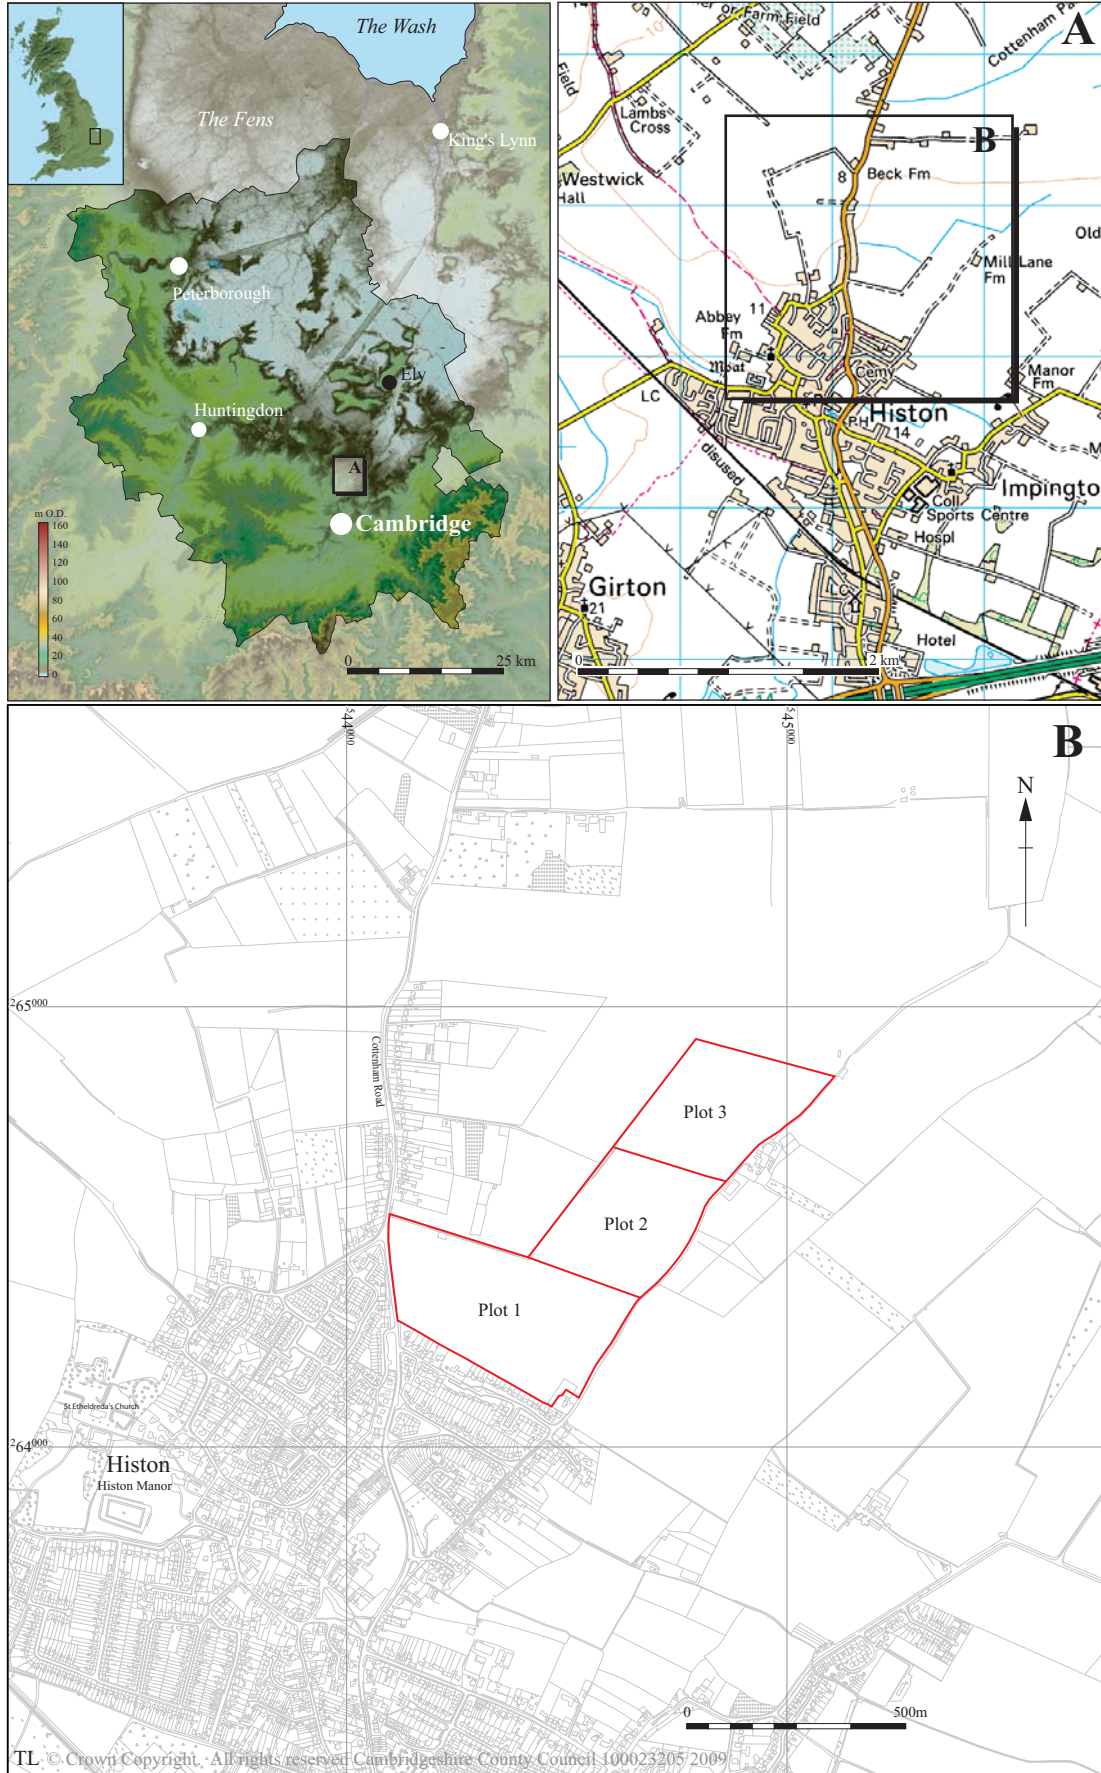 The Wash
The Fens
King's Lynn
Peterborough
Ely
Huntingdon
A
Cambridge
m O.D.
160
140
120
100
80
60
40
20
0
0
25 km
A
or Farm Field
Cottenham
Field
Lambs
Cross
B
Westwick
Hall
8
Beck Fm
Old
Mill Lane
Fm
11
Abbey
Fm
Moat
Manor
Fm
LC
Cemy
Histon
PH
14
disused
Impingto
Coll
Sports Centre
Hospl
Girton
21
LC
Hotel
0
2 km
10
B
544000
545000
N
265000
Cottenham Road
Plot 3
Plot 2
Plot 1
St Etheldreda's Church
264000
Histon
Histon Manor
0
500m
TL © Crown Copyright. All rights reserved Cambridgeshire County Council 100023205 2009